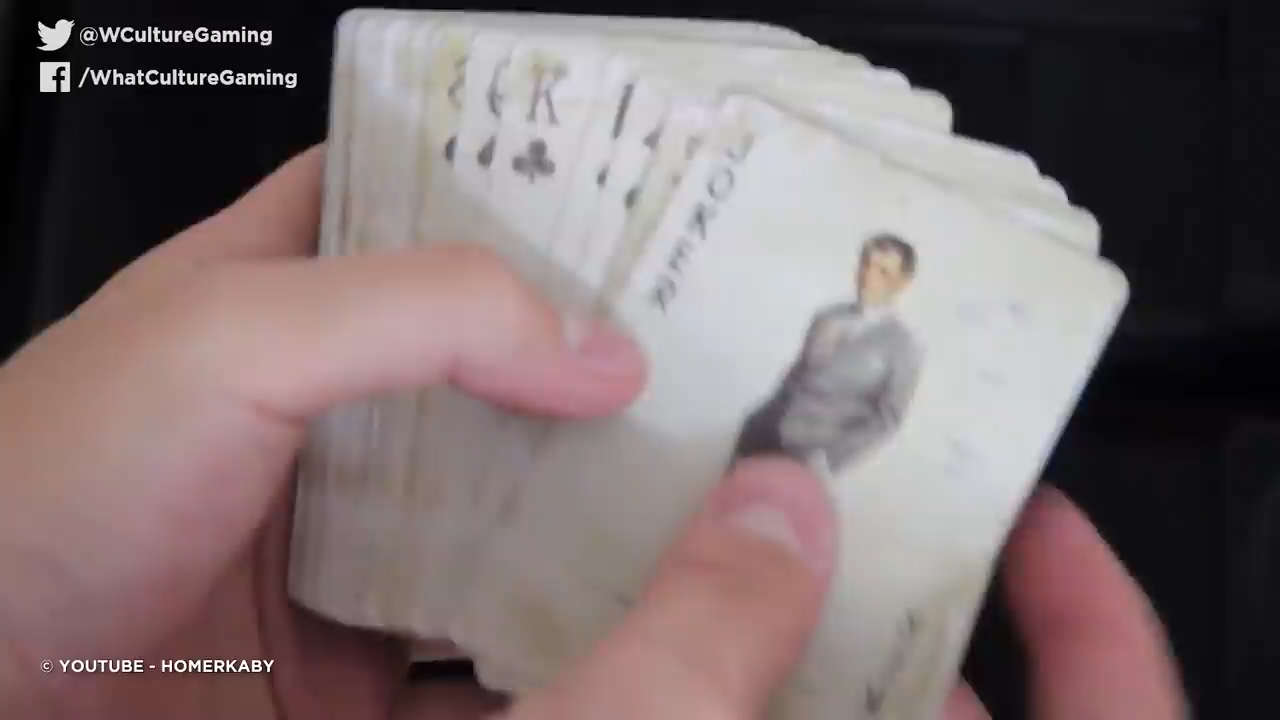 @WCultureGaming
/WhatCultureGaming
K
JOKER
© YOUTUBE - HOMERKABY